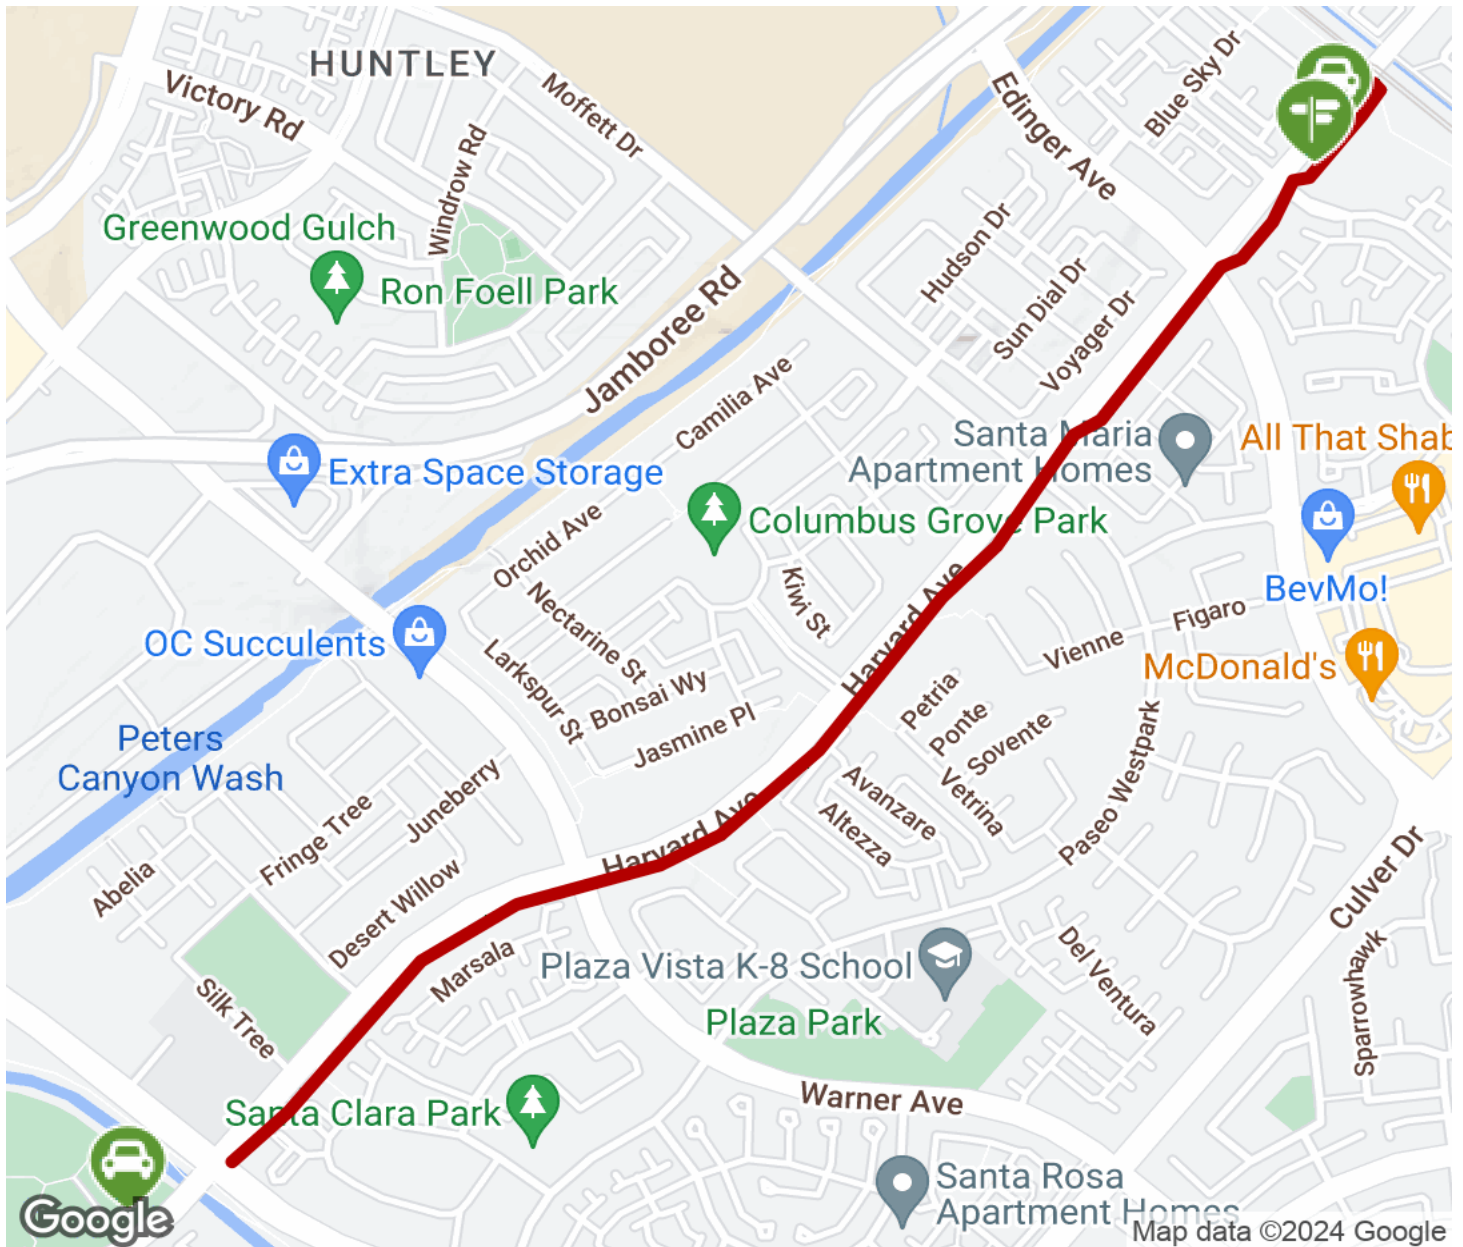 HUNTLEY
Victory Rd
Moffett Dr
Windrow Rd
Edinger Ave
Blue Sky Dr
Greenwood Gulch
Ron Foell Park
Jamboree Rd
Hudson Dr
Sun Dial Dr
Voyager Dr
Camilia Ave
Santa Maria
Apartment Homes
All That Shab
Extra Space Storage
Columbus Grove Park
Orchid Ave
Nectarine St
Kiwi St
Harvard Ave
BevMo!
Figaro
Vienne
McDonald's
OC Succulents
Larkspur St
Bonsai Wy
Jasmine Pl
Petria
Ponte
Sovente
Vetrina
Paseo Westpark
Peters
Canyon Wash
Juneberry
Fringe Tree
Avanzare
Altezza
Harvard Ave
Culver Dr
Abelia
Desert Willow
Marsala
Plaza Vista K-8 School
Del Ventura
Sparrowhawk
Silk Tree
Plaza Park
Santa Clara Park
Warner Ave
Santa Rosa
Apartment Homes
Google
Map data ©2024 Google